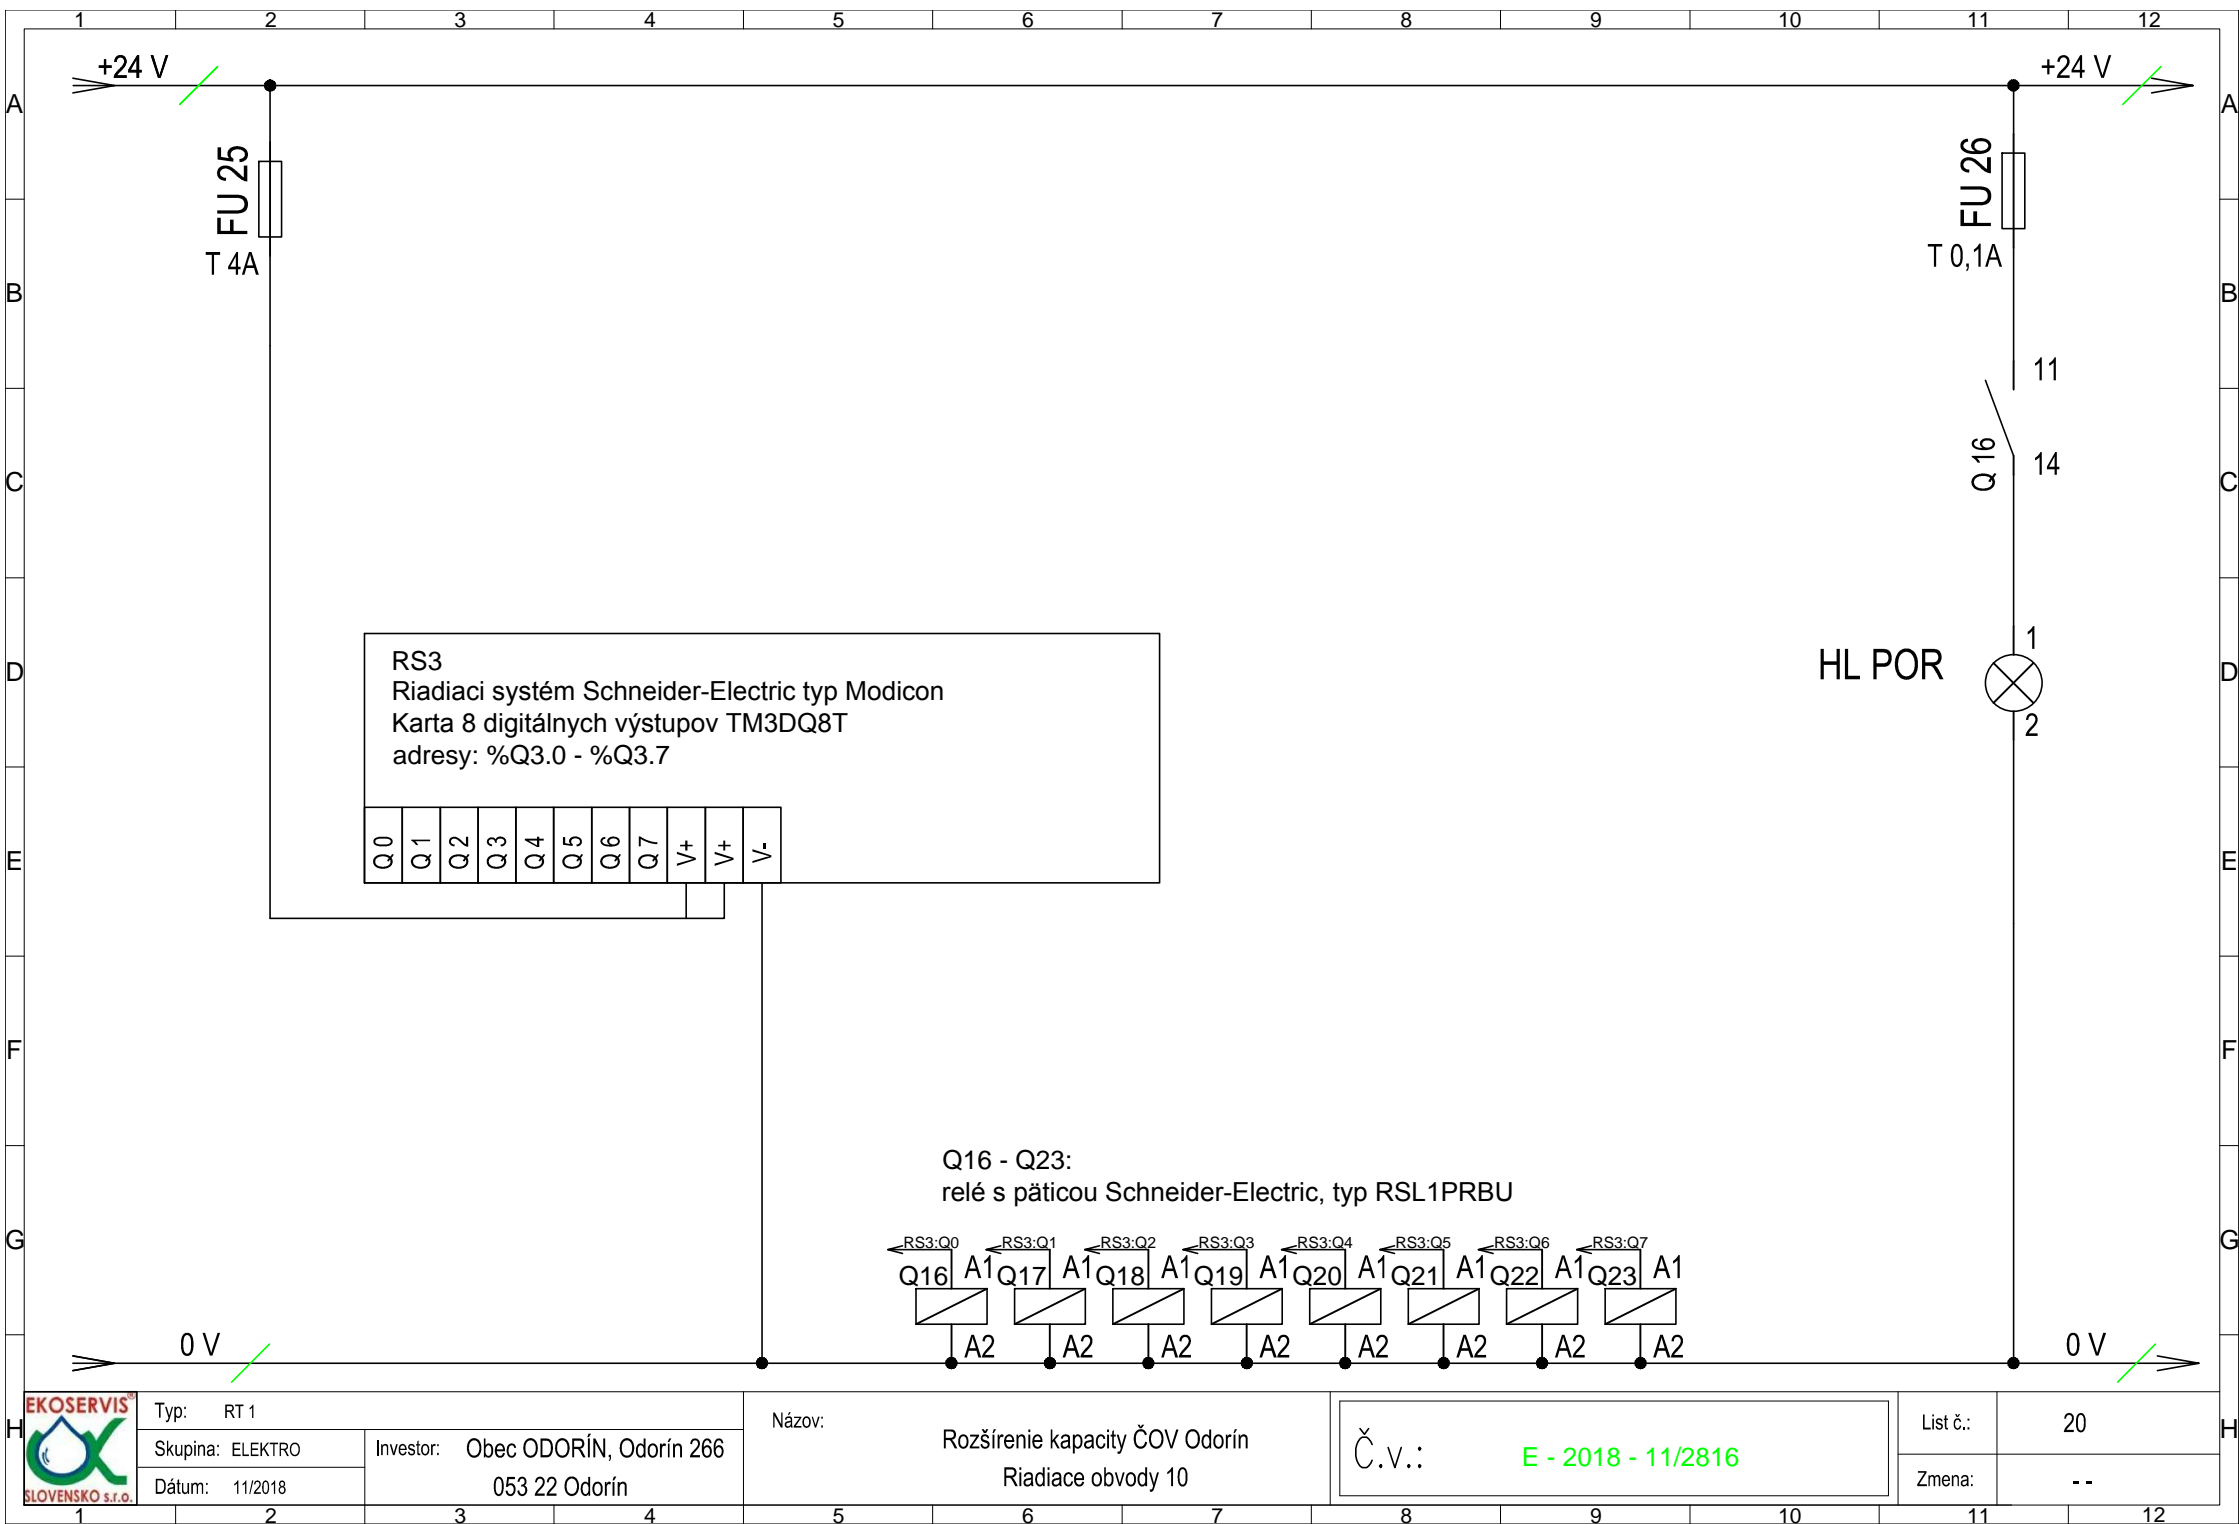 1 2 3 4 5 6 7 8 9 10 11 12
+24 V +24 V
A A
FU 25 FU 26
T 4A T 0,1A
B B
11
Q 16
14
C C
RS3
Riadiaci systém Schneider-Electric typ Modicon
Karta 8 digitálnych výstupov TM3DQ8T
adresy: %Q3.0 - %Q3.7
HL POR
1
2
D D
Q 0 Q 1 Q 2 Q 3 Q 4 Q 5 Q 6 Q 7 V+ V+ V-
E E
F F
Q16 - Q23:
relé s päticou Schneider-Electric, typ RSL1PRBU
G G
RS3:Q0 RS3:Q1 RS3:Q2 RS3:Q3 RS3:Q4 RS3:Q5 RS3:Q6 RS3:Q7
Q16 A1 Q17 A1 Q18 A1 Q19 A1 Q20 A1 Q21 A1 Q22 A1 Q23 A1
A2 A2 A2 A2 A2 A2 A2 A2
0 V 0 V
H H
EKOSERVIS®
SLOVENSKO s.r.o.
Typ: RT 1
Skupina: ELEKTRO
Dátum: 11/2018
Investor: Obec ODORÍN, Odorín 266
053 22 Odorín
Názov:
Rozšírenie kapacity ČOV Odorín
Riadiace obvody 10
Č.v.: E - 2018 - 11/2816
List č.: 20
Zmena: - -
1 2 3 4 5 6 7 8 9 10 11 12